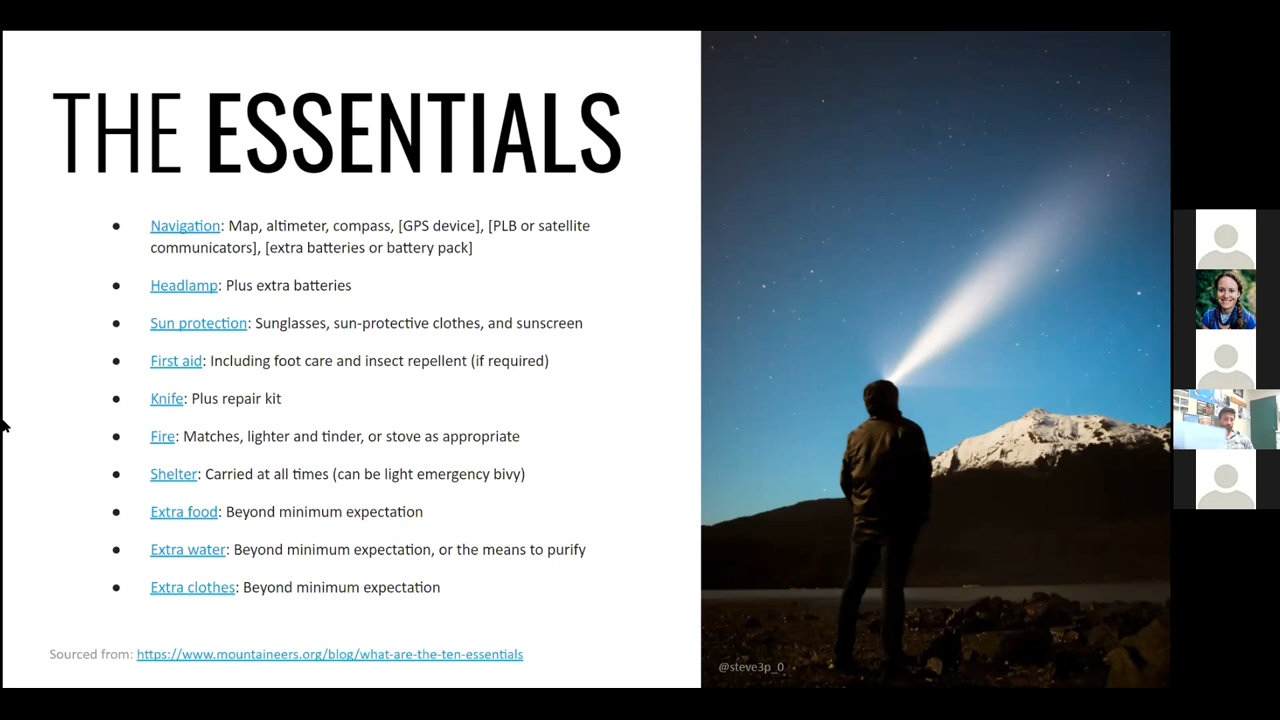 THE ESSENTIALS
● Navigation: Map, altimeter, compass, [GPS device], [PLB or satellite
communicators], [extra batteries or battery pack]
● Headlamp: Plus extra batteries
● Sun protection: Sunglasses, sun-protective clothes, and sunscreen
● First aid: Including foot care and insect repellent (if required)
● Knife: Plus repair kit
● Fire: Matches, lighter and tinder, or stove as appropriate
● Shelter: Carried at all times (can be light emergency bivy)
● Extra food: Beyond minimum expectation
● Extra water: Beyond minimum expectation, or the means to purify
● Extra clothes: Beyond minimum expectation
Sourced from: https://www.mountaineers.org/blog/what-are-the-ten-essentials
@steve3p_0